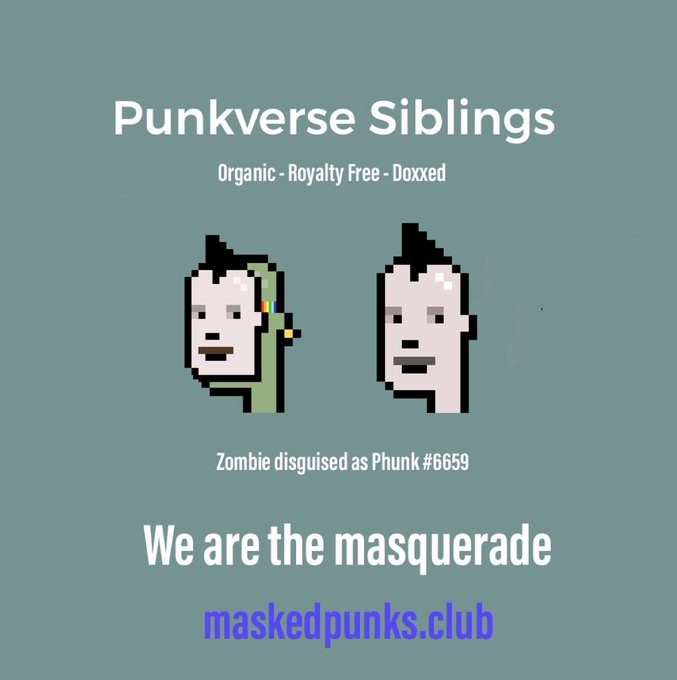 Punkverse Siblings
Organic - Royalty Free - Doxxed
Zombie disguised as Phunk #6659
We are the masquerade
maskedpunks.club